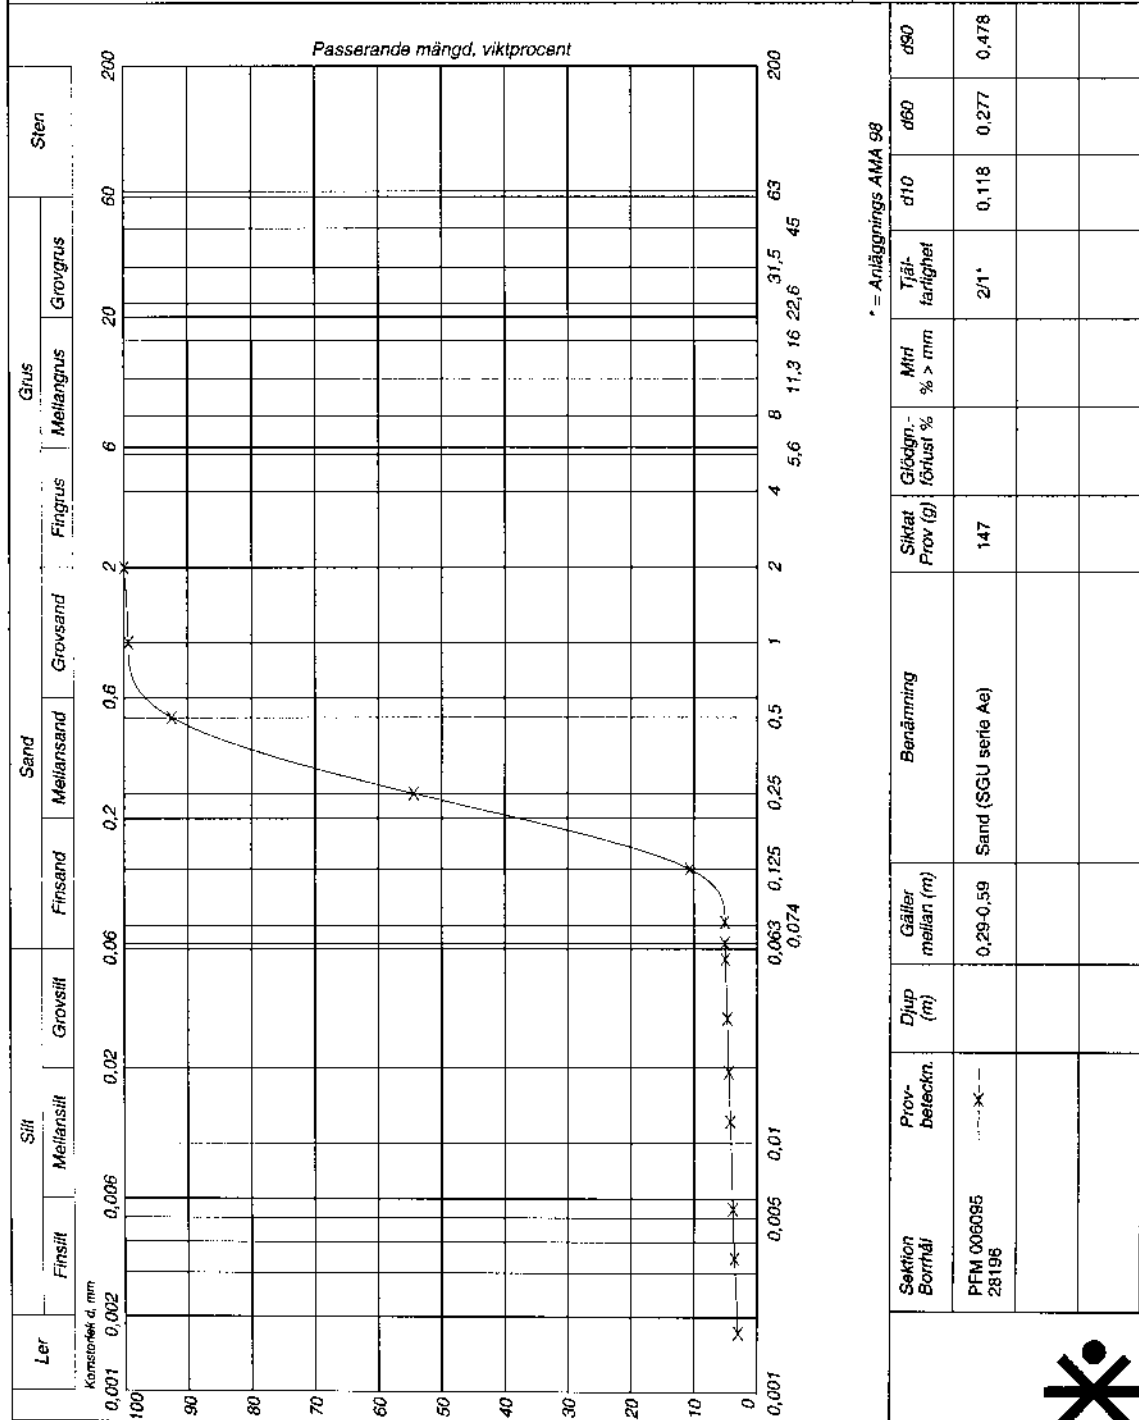 Ler
Silt
Sand
Grus
Sten
Finsilt
Mellansilt
Grovsilt
Finsand
Mellansand
Grovsand
Fingrus
Mellangrus
Grovgrus
Kornstorlek d, mm
0,001 0,002 0,006 0,02 0,06 0,2 0,6 2 6 20 60 200
Passerande mängd, viktprocent
100
90
80
70
60
50
40
30
20
10
0
0,001 0,005 0,01 0,063 0,074 0,125 0,25 0,5 1 2 4 5,6 8 11,3 16 22,6 31,5 45 63 200
* = Anläggnings AMA 98
Sektion Borrhål
Prov- beteckn.
Djup (m)
Gäller mellan (m)
Benämning
Siktat Prov (g)
Glödgn.- förlust %
Mtrl % > mm
Tjäl- farlighet
d10
d60
d90
PFM 006095
28196
0,29-0,59
Sand (SGU serie Ae)
147
2/1*
0,118
0,277
0,478